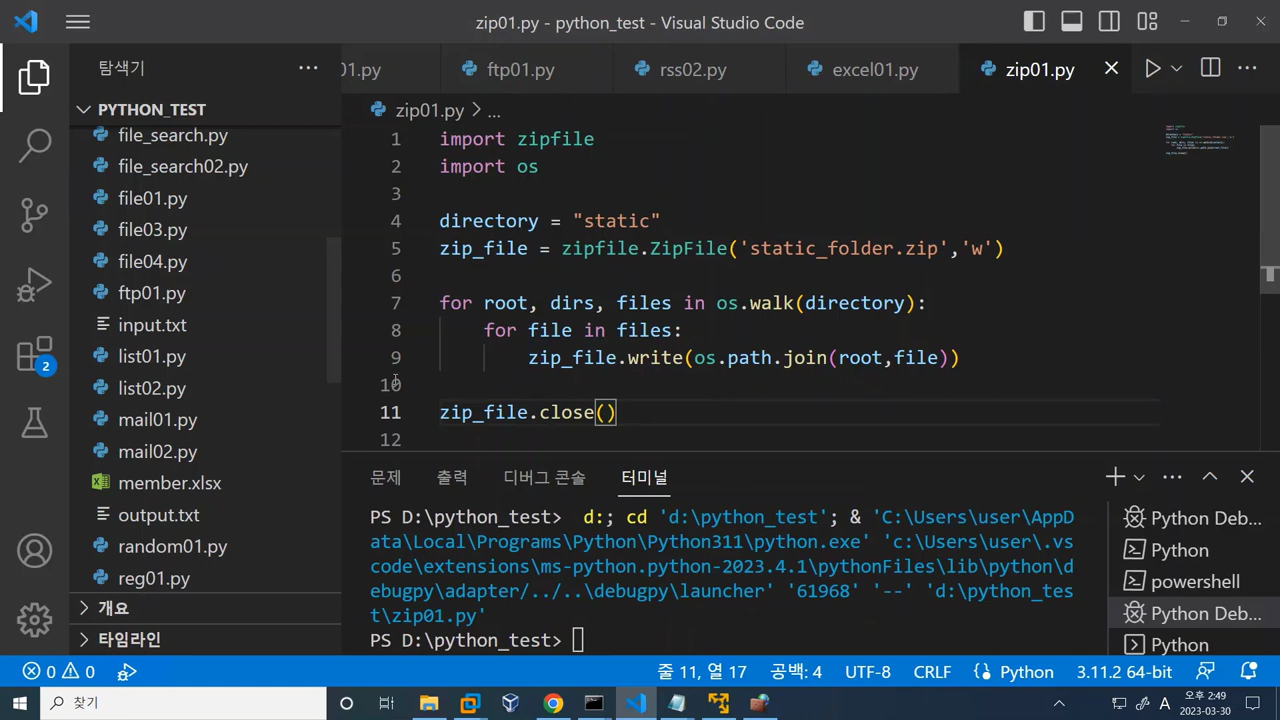 zip01.py - python_test - Visual Studio Code
탐색기
01.py
ftp01.py
rss02.py
excel01.py
zip01.py
PYTHON_TEST
file_search.py
file_search02.py
file01.py
file03.py
file04.py
ftp01.py
input.txt
list01.py
list02.py
mail01.py
mail02.py
member.xlsx
output.txt
random01.py
reg01.py
개요
타임라인
2
zip01.py > ...
1 import zipfile
2 import os
3
4 directory = "static"
5 zip_file = zipfile.ZipFile('static_folder.zip','w')
6
7 for root, dirs, files in os.walk(directory):
8 for file in files:
9 zip_file.write(os.path.join(root,file))
10
11 zip_file.close()
12
문제 출력 디버그 콘솔 터미널
PS D:\python_test> d:; cd 'd:\python_test'; & 'C:\Users\user\AppD
ata\Local\Programs\Python\Python311\python.exe' 'c:\Users\user\.vs
code\extensions\ms-python.python-2023.4.1\pythonFiles\lib\python\d
ebugpy\adapter/../..\debugpy\launcher' '61968' '--' 'd:\python_tes
t\zip01.py'
PS D:\python_test>
Python Deb...
Python
powershell
Python Deb...
Python
0 0 줄 11, 열 17 공백: 4 UTF-8 CRLF Python 3.11.2 64-bit
찾기
A
오후 2:49
2023-03-30